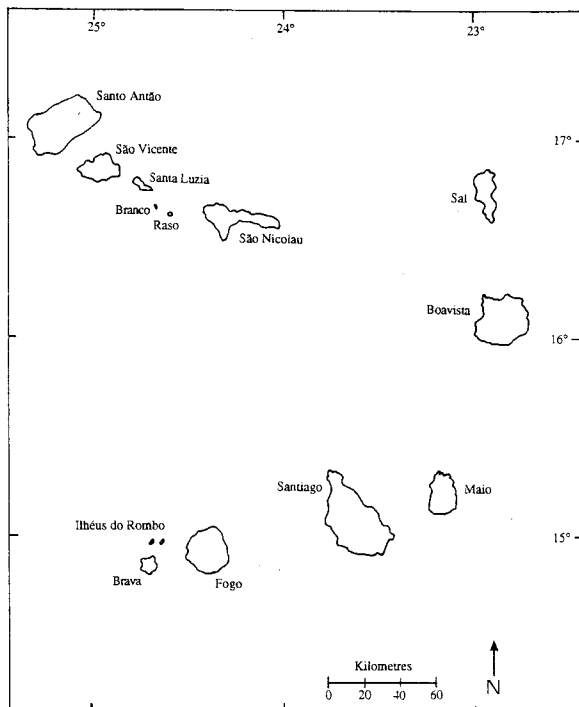 25° 24° 23°
Santo Antão
17°
São Vicente
Santa Luzia
Sal
Branco
Raso
São Nicolau
Boavista
16°
Santiago
Maio
Ilhéus do Rombo
15°
Brava
Fogo
Kilometres
0 20 40 60
N